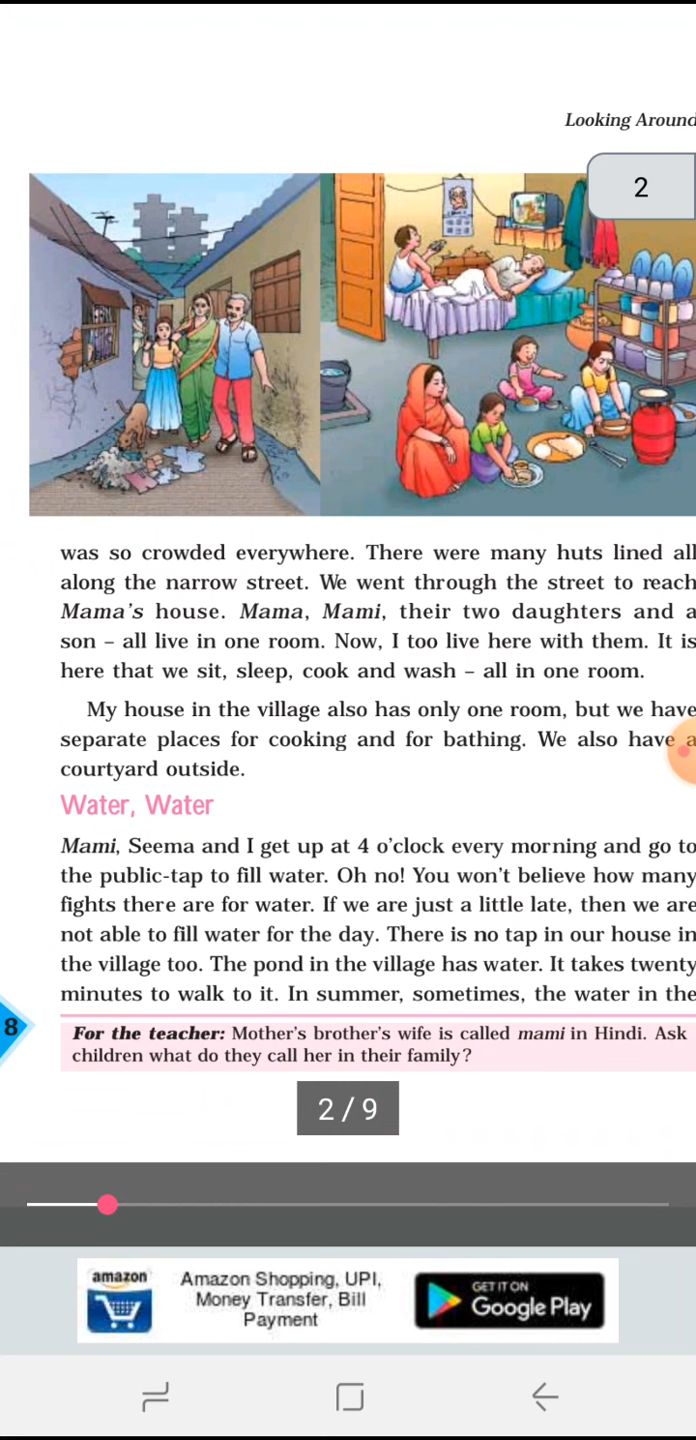 Looking Around
2
was so crowded everywhere. There were many huts lined all
along the narrow street. We went through the street to reach
Mama’s house. Mama, Mami, their two daughters and a
son – all live in one room. Now, I too live here with them. It is
here that we sit, sleep, cook and wash – all in one room.
My house in the village also has only one room, but we have
separate places for cooking and for bathing. We also have a
courtyard outside.
Water, Water
Mami, Seema and I get up at 4 o’clock every morning and go to
the public-tap to fill water. Oh no! You won’t believe how many
fights there are for water. If we are just a little late, then we are
not able to fill water for the day. There is no tap in our house in
the village too. The pond in the village has water. It takes twenty
minutes to walk to it. In summer, sometimes, the water in the
8
For the teacher: Mother’s brother’s wife is called mami in Hindi. Ask
children what do they call her in their family?
2 / 9
amazon
Amazon Shopping, UPI,
Money Transfer, Bill
Payment
GET IT ON
Google Play